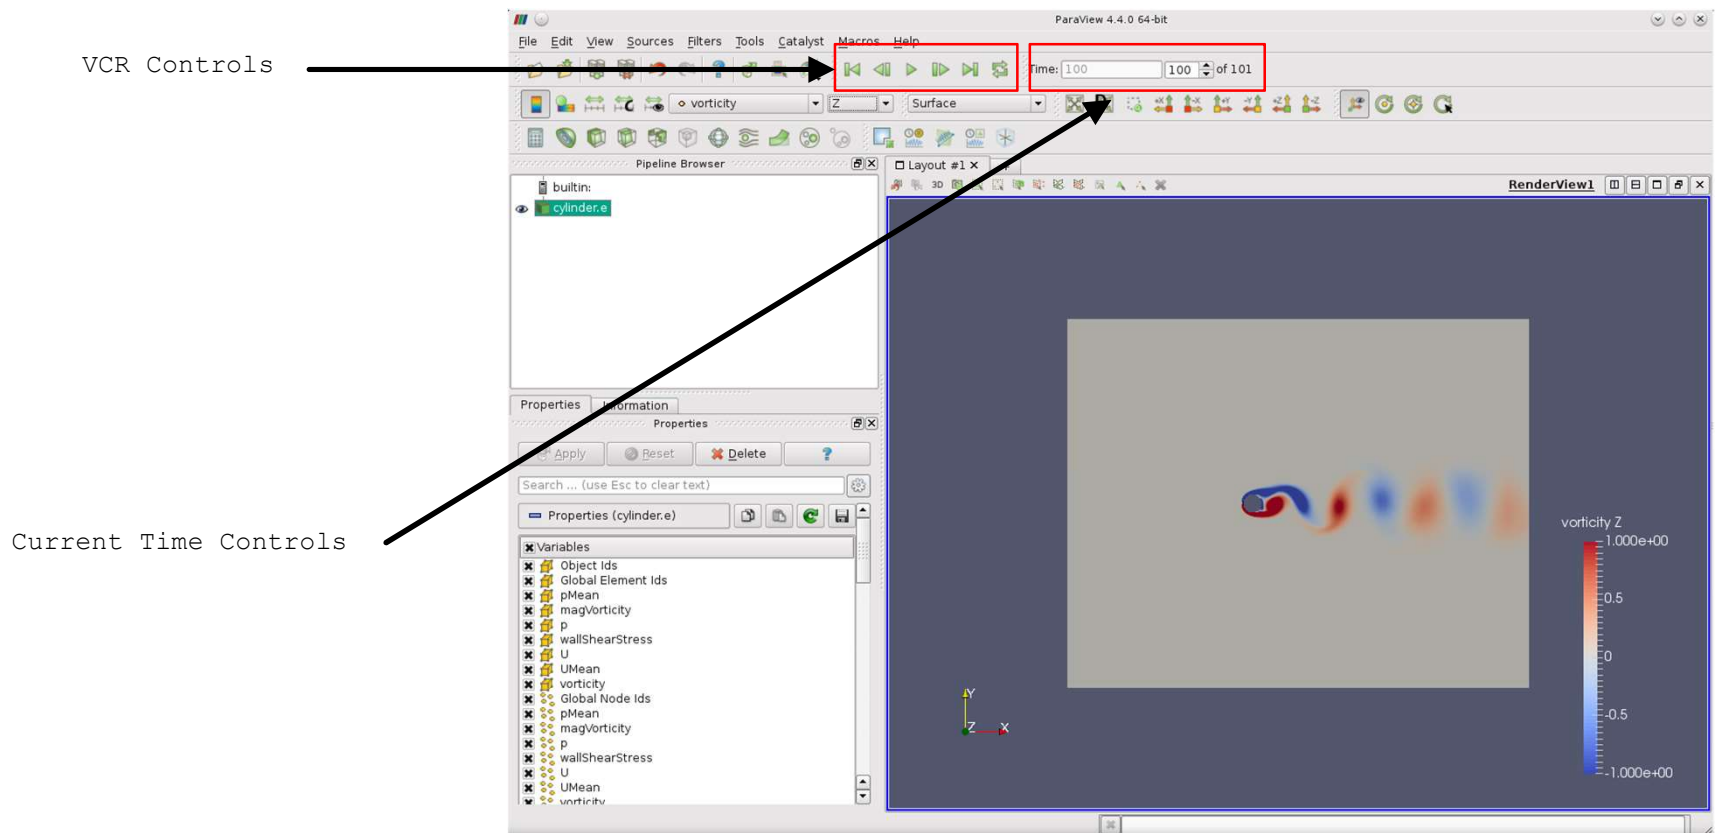 ParaView 4.4.0 64-bit
File Edit View Sources Filters Tools Catalyst Macros Help
VCR Controls
Time: 100 100 of 101
vorticity Z Surface
Pipeline Browser
Layout #1
builtin:
3D
RenderView1
cylinder.e
Properties Information
Properties
Apply Reset Delete ?
Search ... (use Esc to clear text)
Properties (cylinder.e)
Current Time Controls
Variables
Object Ids
Global Element Ids
pMean
magVorticity
p
wallShearStress
U
UMean
vorticity
Global Node Ids
pMean
magVorticity
p
wallShearStress
U
UMean
vorticity
vorticity Z
1.000e+00
0.5
0
-0.5
-1.000e+00
Y
Z X